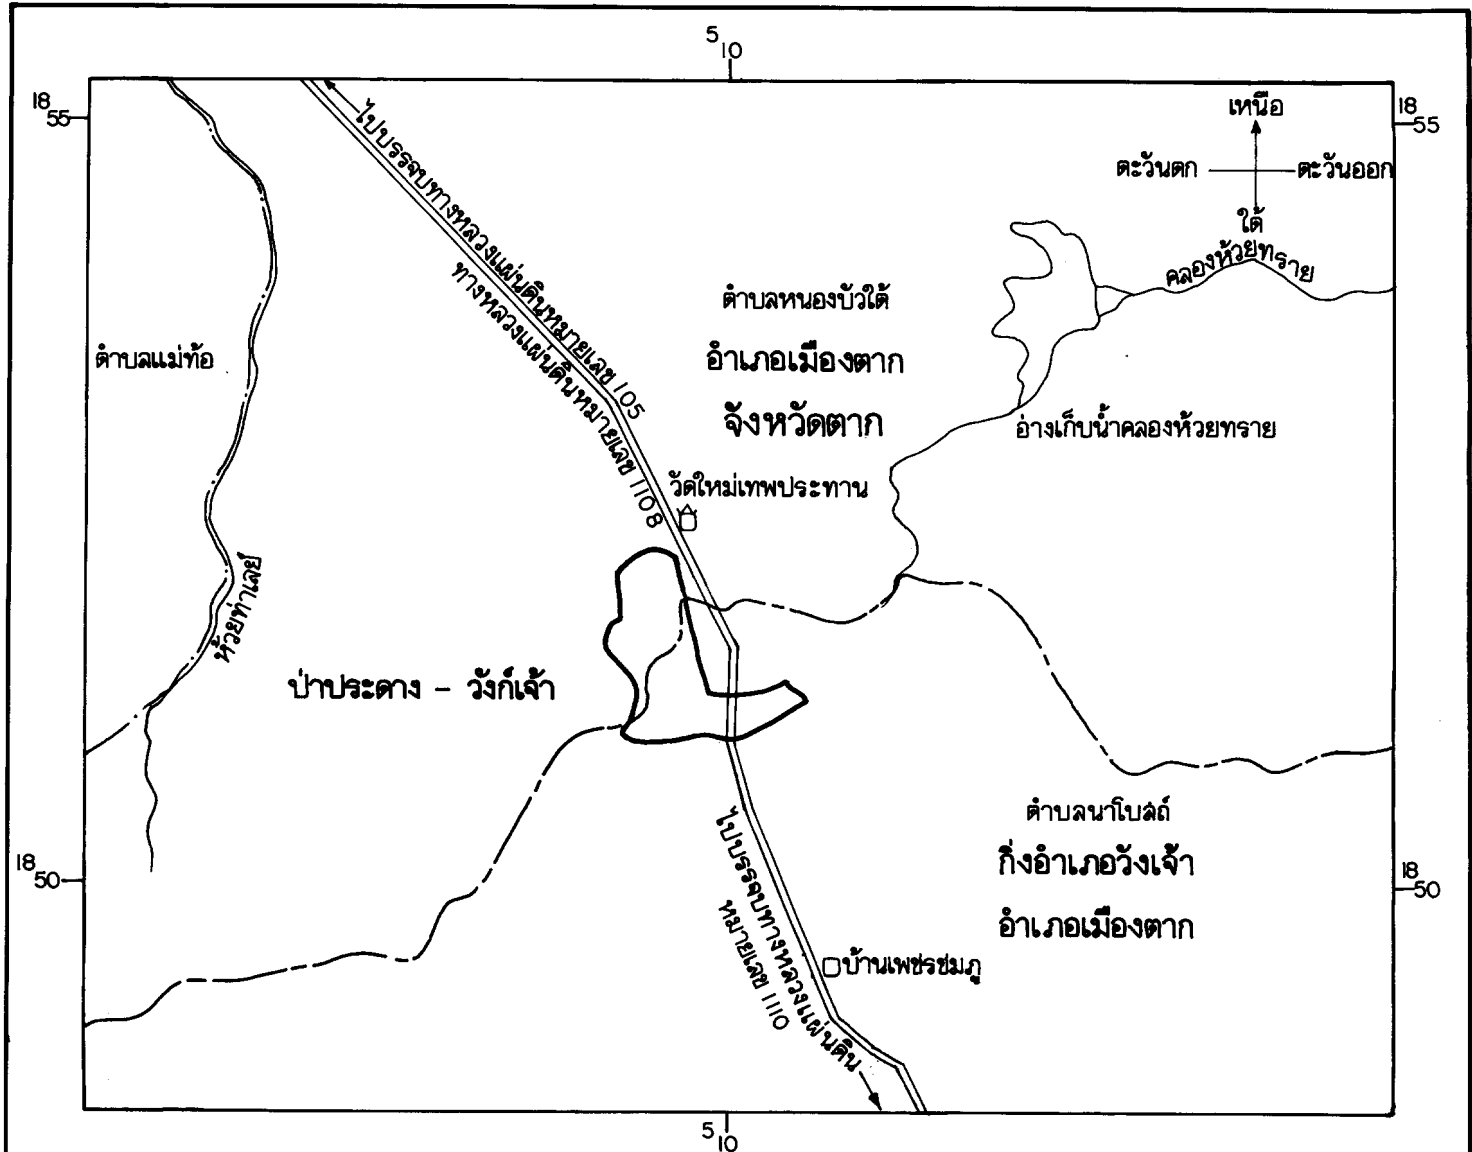 5 10
18 55
18 55
เหนือ
ตะวันตก
ตะวันออก
ใต้
คลองห้วยทราย
ไปบรรจบทางหลวงแผ่นดินหมายเลข 105
ทางหลวงแผ่นดินหมายเลข 1108
ตำบลหนองบัวใต้
ตำบลแม่ท้อ
อำเภอเมืองตาก
จังหวัดตาก
อ่างเก็บน้ำคลองห้วยทราย
วัดใหม่เทพประทาน
ห้วยท่าเลย์
ป่าประดาง - วังก์เจ้า
ตำบลนาโบสถ์
กิ่งอำเภอวังเจ้า
อำเภอเมืองตาก
18 50
18 50
ไปบรรจบทางหลวงแผ่นดิน
หมายเลข 1110
บ้านเพชรชมภู
5 10